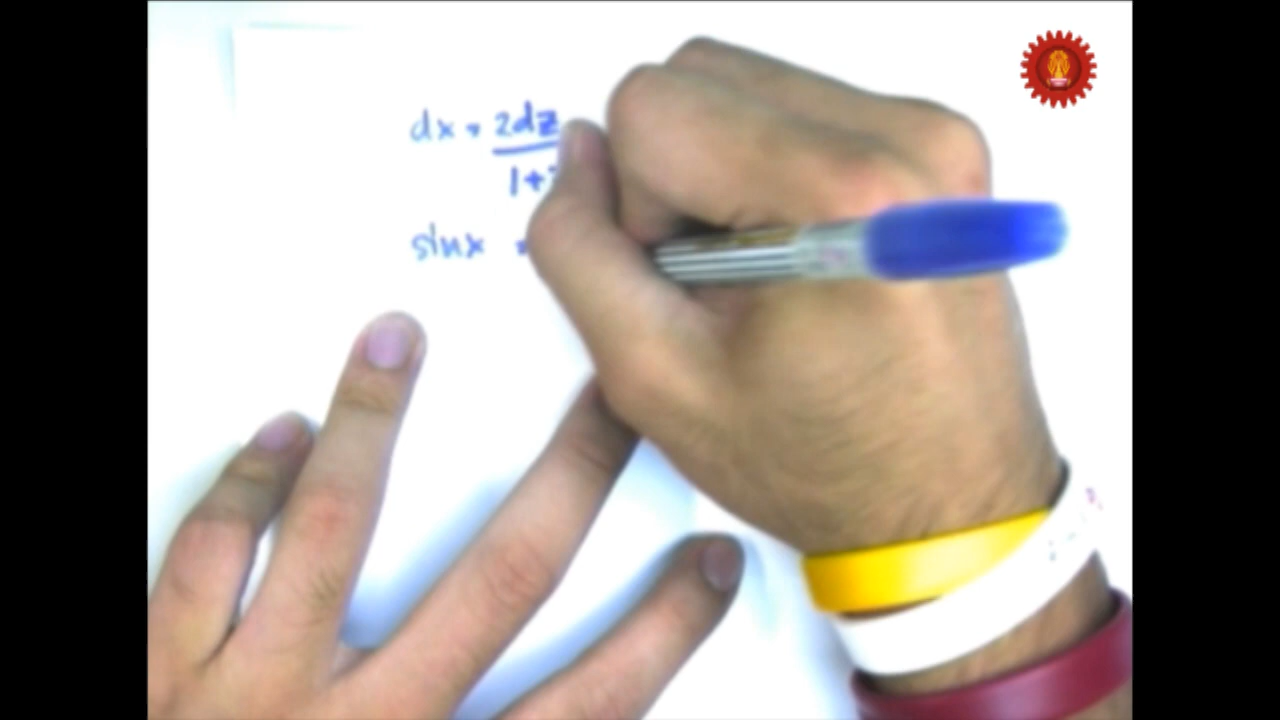 dx = 2dz
1+
sinx =